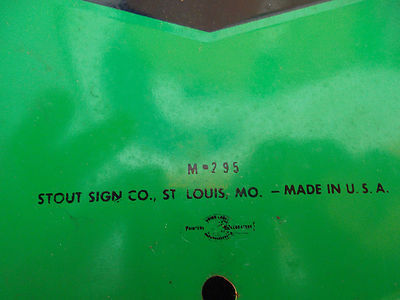 M-295
STOUT SIGN CO., ST. LOUIS, MO. – MADE IN U.S.A.